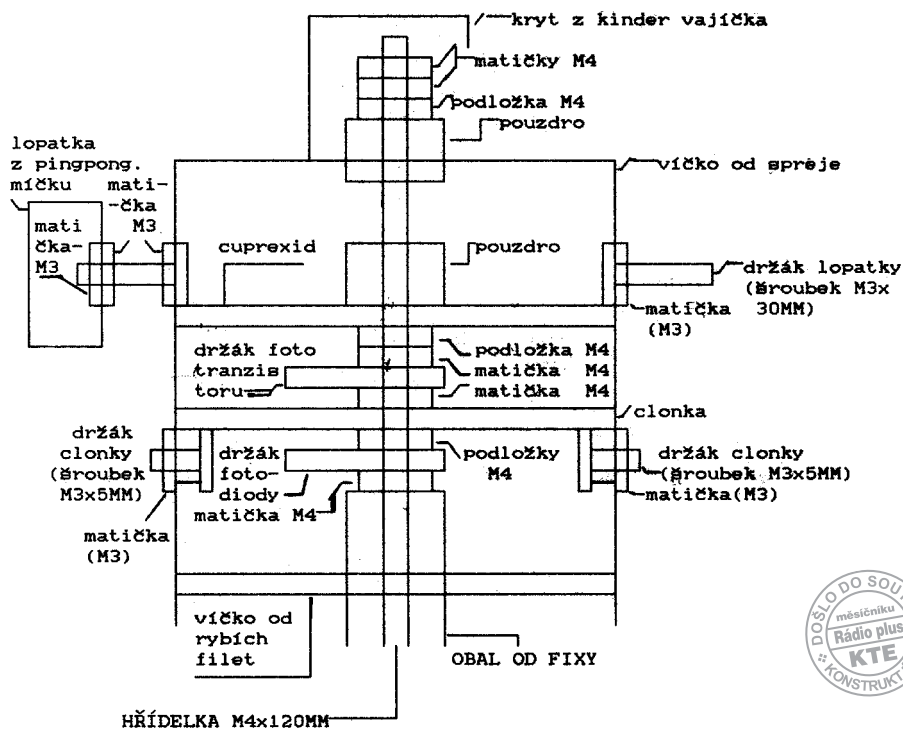 kryt z kinder vajíčka
matičky M4
podložka M4
pouzdro
lopatka
z pingpong.
míčku
víčko od spreje
mati-
-čka
M3
mati
čka-
M3
cuprexid
pouzdro
držák lopatky
(šroubek M3x
30MM)
matička
(M3)
držák foto
tranzis
toru
podložka M4
matička M4
matička M4
clonka
držák
clonky
(šroubek
M3x5MM)
držák
foto-
diody
matička M4
podložky
M4
držák clonky
(šroubek M3x5MM)
matička(M3)
matička
(M3)
víčko od
rybích
filet
OBAL OD FIXY
HŘÍDELKA M4x120MM
DOŠLO DO SOU
měsíčníku
Rádio plus
KTE
KONSTRUKT